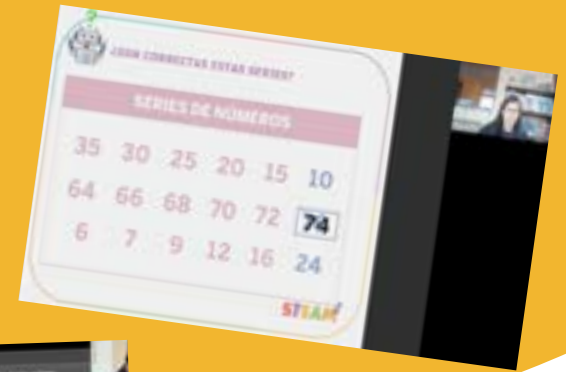 ¿SON CORRECTAS ESTAS SERIES?
SERIES DE NÚMEROS
35 30 25 20 15 10
64 66 68 70 72 74
6 7 9 12 16 24
STEAM